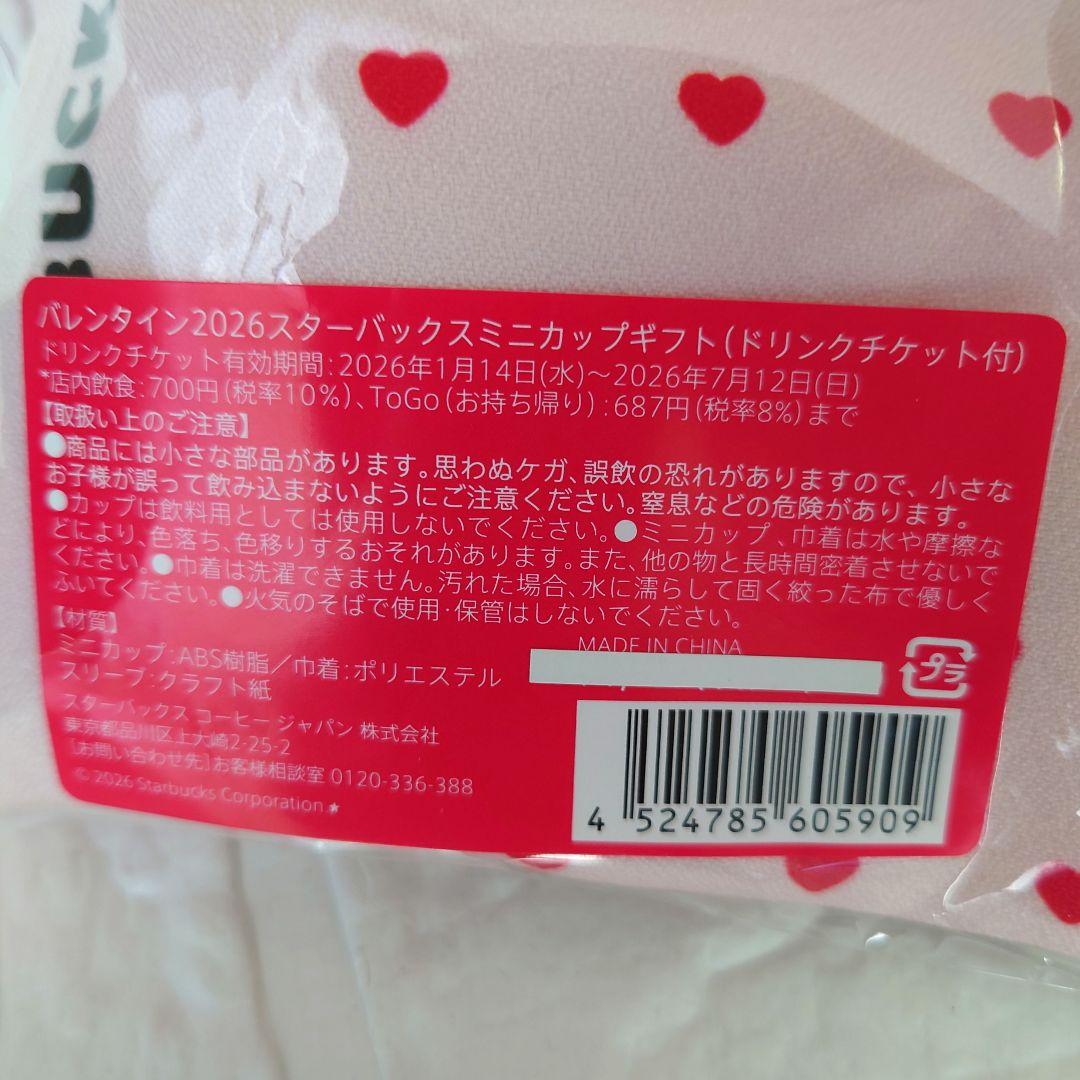 BUCK
バレンタイン2026スターバックスミニカップギフト(ドリンクチケット付)
ドリンクチケット有効期間:2026年1月14日(水)〜2026年7月12日(日)
*店内飲食:700円(税率10%)、ToGo(お持ち帰り):687円(税率8%)まで
【取扱い上のご注意】
●商品には小さな部品があります。思わぬケガ、誤飲の恐れがありますので、小さな
お子様が誤って飲み込まないようにご注意ください。窒息などの危険があります。
●カップは飲料用としては使用しないでください。●ミニカップ、巾着は水や摩擦な
どにより、色落ち、色移りするおそれがあります。また、他の物と長時間密着させないで
ください。●巾着は洗濯できません。汚れた場合、水に濡らして固く絞った布で優しく
ふいてください。●火気のそばで使用・保管はしないでください。
【材質】
ミニカップ:ABS樹脂／巾着:ポリエステル
スリーブ:クラフト紙
スターバックス コーヒー ジャパン 株式会社
東京都品川区上大崎2-25-2
[お問い合わせ先]お客様相談室 0120-336-388
© 2026 Starbucks Corporation ★
MADE IN CHINA
プラ
4 524785 605909